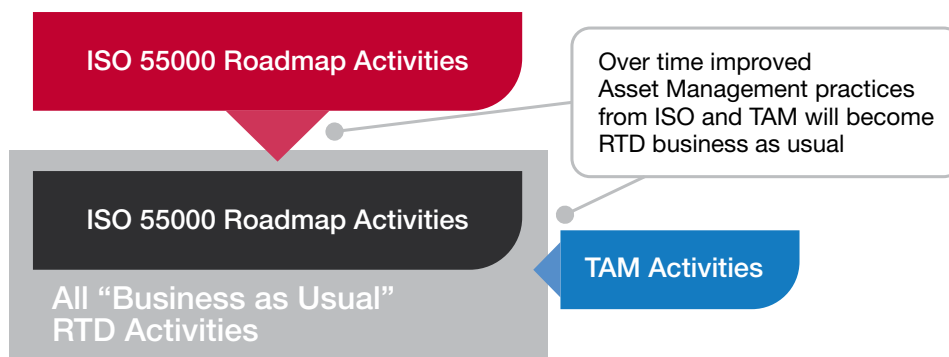 ISO 55000 Roadmap Activities
Over time improved
Asset Management practices
from ISO and TAM will become
RTD business as usual
ISO 55000 Roadmap Activities
TAM Activities
All “Business as Usual”
RTD Activities